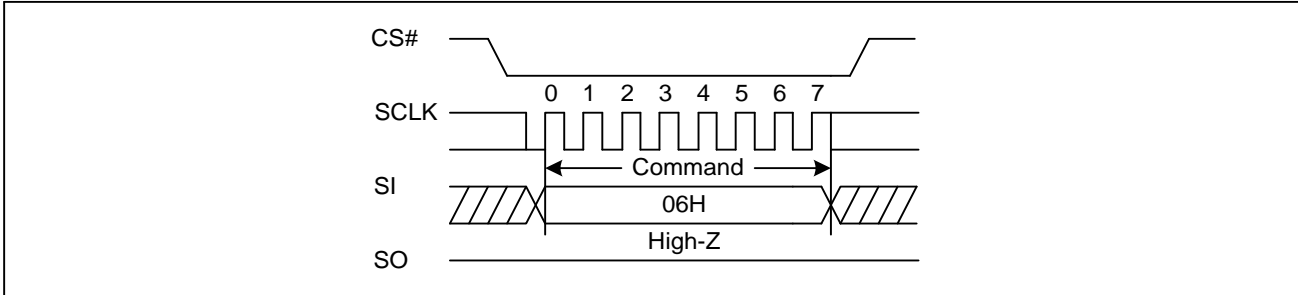 CS#
0 1 2 3 4 5 6 7
SCLK
Command
SI
06H
High-Z
SO